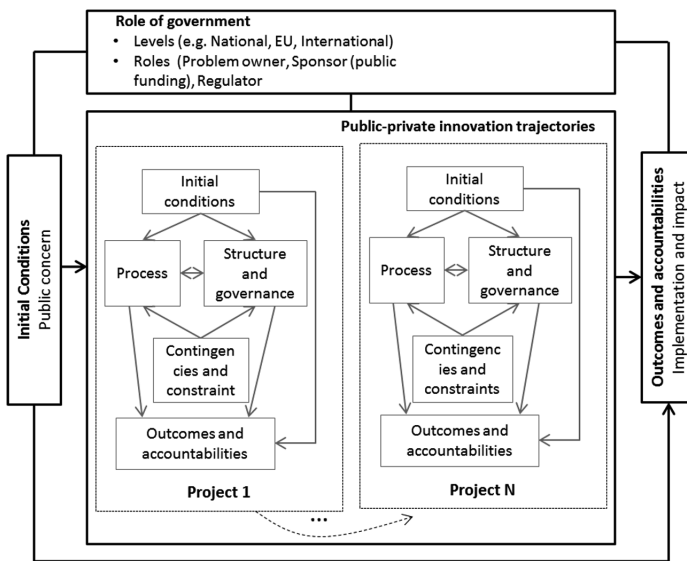 Role of government
• Levels (e.g. National, EU, International)
• Roles (Problem owner, Sponsor (public
funding), Regulator
Public-private innovation trajectories
Initial Conditions
Public concern
Initial
conditions
Process
Structure
and
governance
Contingen
cies and
constraint
Outcomes and
accountabilities
Project 1
...
Initial
conditions
Process
Structure
and
governance
Contingenc
ies and
constraints
Outcomes and
accountabilities
Project N
Outcomes and accountabilities
Implementation and impact